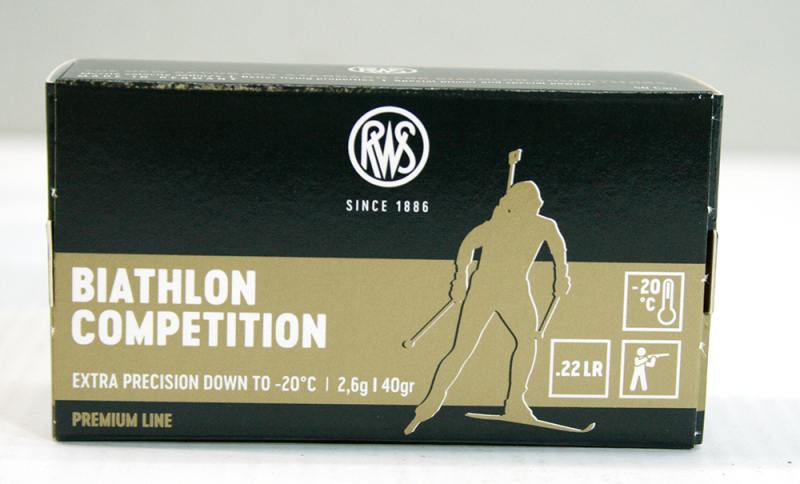 RWS
SINCE 1886
BIATHLON
COMPETITION
-20
°C
.22 LR
EXTRA PRECISION DOWN TO -20°C | 2,6g | 40gr
PREMIUM LINE